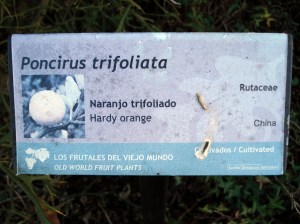 Poncirus trifoliata
Rutaceae
Naranjo trifoliado
Hardy orange
China
Cultivados / Cultivated
LOS FRUTALES DEL VIEJO MUNDO
OLD WORLD FRUIT PLANTS